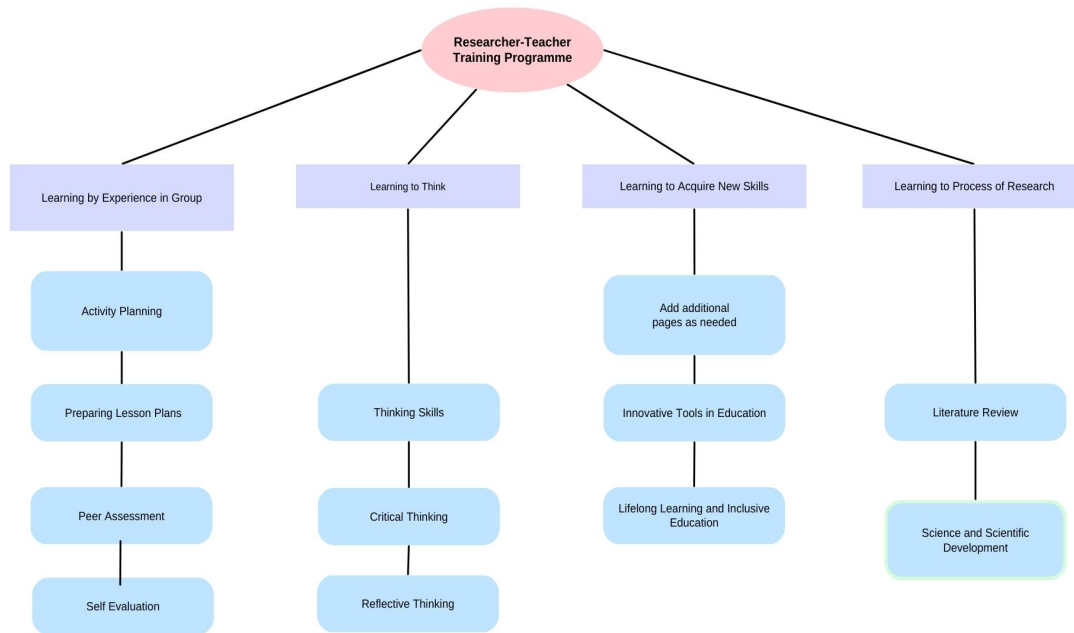 Researcher-Teacher
Training Programme
Learning by Experience in Group
Learning to Think
Learning to Acquire New Skills
Learning to Process of Research
Activity Planning
Add additional
pages as needed
Preparing Lesson Plans
Thinking Skills
Innovative Tools in Education
Literature Review
Peer Assessment
Critical Thinking
Lifelong Learning and Inclusive
Education
Science and Scientific
Development
Self Evaluation
Reflective Thinking